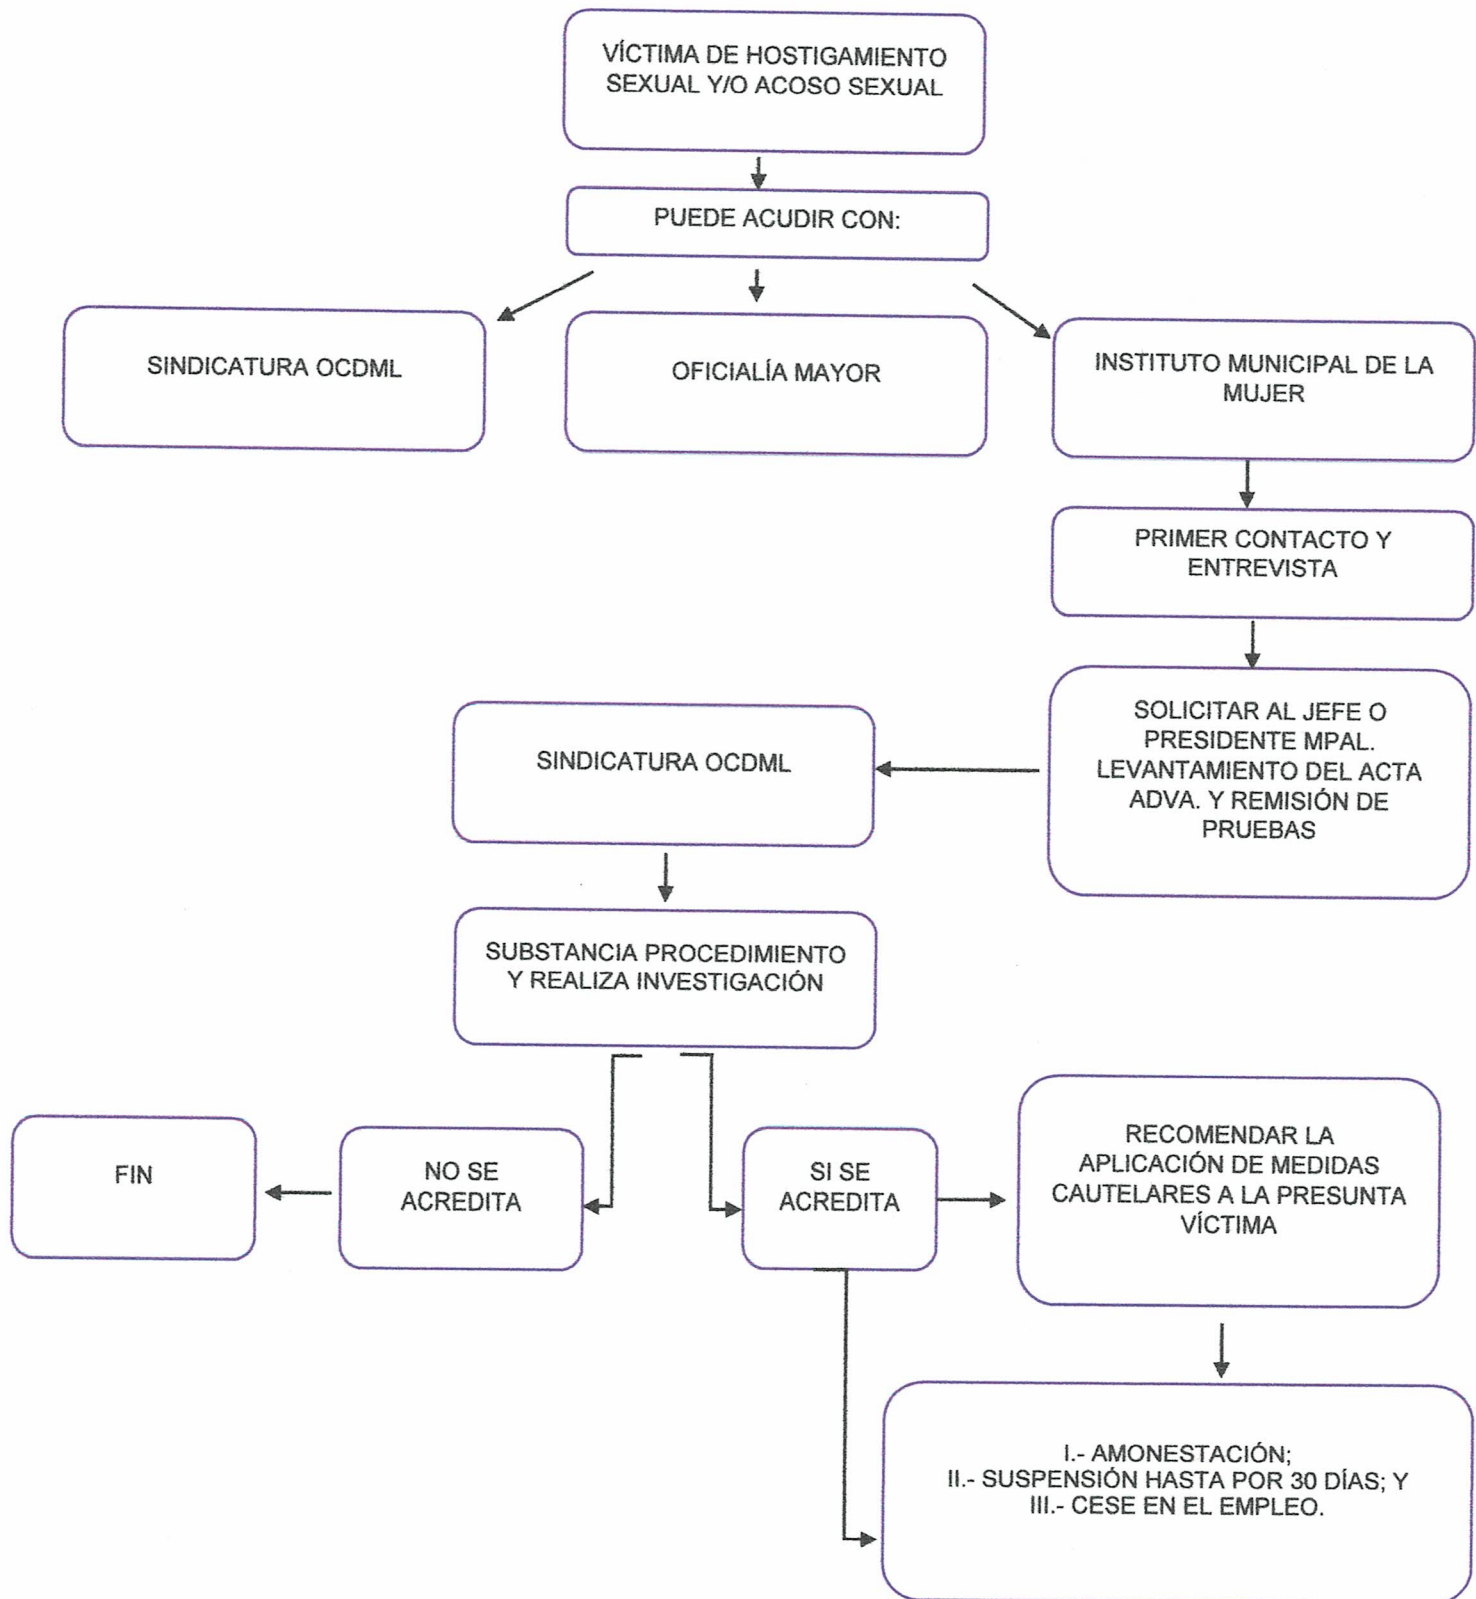 VÍCTIMA DE HOSTIGAMIENTO
SEXUAL Y/O ACOSO SEXUAL
PUEDE ACUDIR CON:
SINDICATURA OCDML
OFICIALÍA MAYOR
INSTITUTO MUNICIPAL DE LA
MUJER
PRIMER CONTACTO Y
ENTREVISTA
SOLICITAR AL JEFE O
PRESIDENTE MPAL.
LEVANTAMIENTO DEL ACTA
ADVA. Y REMISIÓN DE
PRUEBAS
SINDICATURA OCDML
SUBSTANCIA PROCEDIMIENTO
Y REALIZA INVESTIGACIÓN
FIN
NO SE
ACREDITA
SI SE
ACREDITA
RECOMENDAR LA
APLICACIÓN DE MEDIDAS
CAUTELARES A LA PRESUNTA
VÍCTIMA
I.- AMONESTACIÓN;
II.- SUSPENSIÓN HASTA POR 30 DÍAS; Y
III.- CESE EN EL EMPLEO.